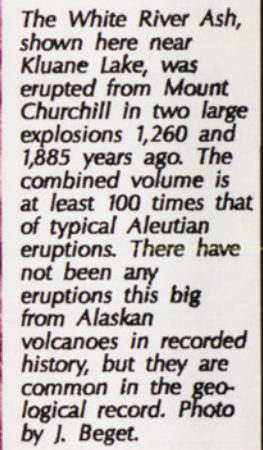 The White River Ash,
shown here near
Kluane Lake, was
erupted from Mount
Churchill in two large
explosions 1,260 and
1,885 years ago. The
combined volume is
at least 100 times that
of typical Aleutian
eruptions. There have
not been any
eruptions this big
from Alaskan
volcanoes in recorded
history, but they are
common in the geo-
logical record. Photo
by J. Beget.